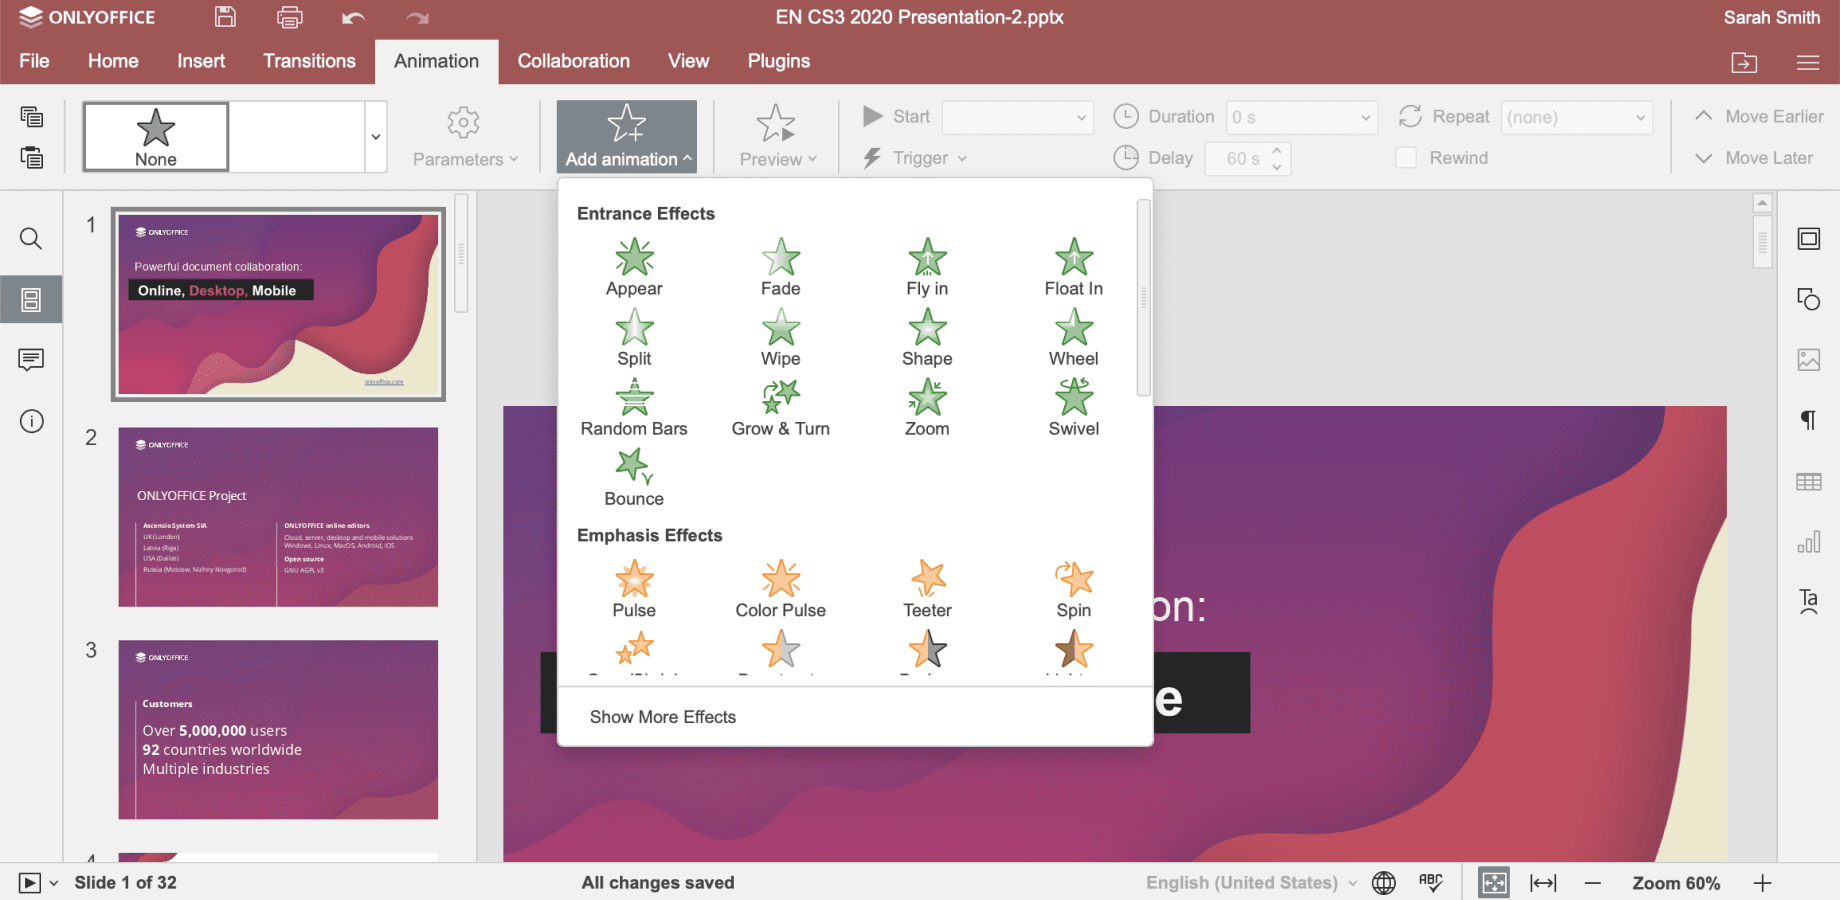 ONLYOFFICE
EN CS3 2020 Presentation-2.pptx
Sarah Smith
File Home Insert Transitions Animation Collaboration View Plugins
None
Parameters
Add animation
Preview
Start
Trigger
Duration 0 s
Delay 60 s
Repeat (none)
Rewind
Move Earlier
Move Later
1
ONLYOFFICE
Powerful document collaboration:
Online, Desktop, Mobile
onlyoffice.com
2
ONLYOFFICE
ONLYOFFICE Project
Ascensio System SIA
UK (London)
Latvia (Riga)
USA (Dallas)
Russia (Moscow, Nizhny Novgorod)
ONLYOFFICE online editors
Cloud, server, desktop and mobile solutions
Windows, Linux, MacOS, Android, iOS
Open source
GNU AGPL v3
3
ONLYOFFICE
Customers
Over 5,000,000 users
92 countries worldwide
Multiple industries
4
Entrance Effects
Appear Fade Fly in Float In
Split Wipe Shape Wheel
Random Bars Grow & Turn Zoom Swivel
Bounce
Emphasis Effects
Pulse Color Pulse Teeter Spin
Show More Effects
on:
e
Ta
Slide 1 of 32
All changes saved
English (United States)
ABC
Zoom 60%